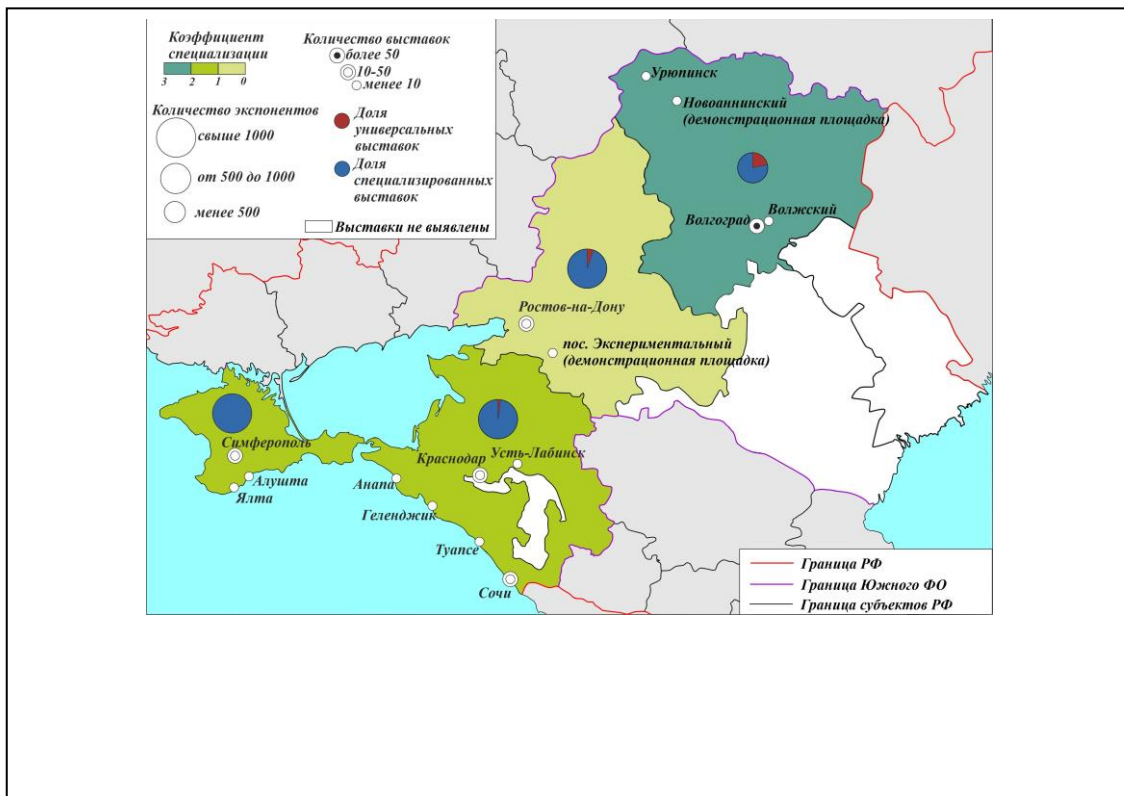 Коэффициент
специализации
3 2 1 0
Количество экспонентов
свыше 1000
от 500 до 1000
менее 500
Количество выставок
более 50
10-50
менее 10
Доля
универсальных
выставок
Доля
специализированных
выставок
Выставки не выявлены
Урюпинск
Новоаннинский
(демонстрационная площадка)
Волгоград
Волжский
Ростов-на-Дону
пос. Экспериментальный
(демонстрационная площадка)
Симферополь
Алушта
Ялта
Краснодар
Усть-Лабинск
Анапа
Геленджик
Туапсе
Сочи
Граница РФ
Граница Южного ФО
Граница субъектов РФ